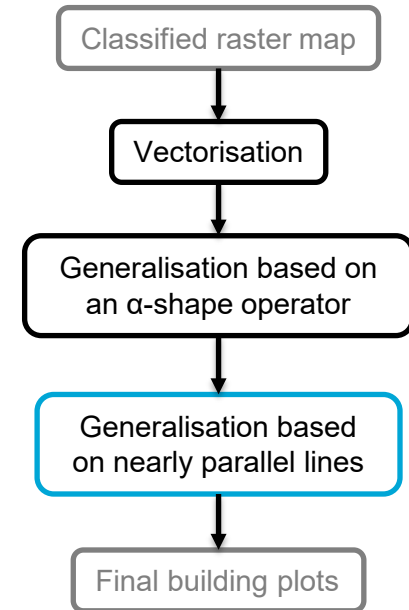 Classified raster map
Vectorisation
Generalisation based on
an α-shape operator
Generalisation based
on nearly parallel lines
Final building plots